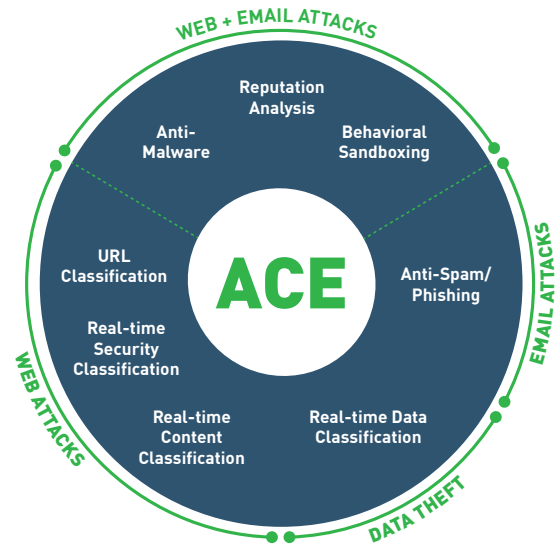 WEB + EMAIL ATTACKS
Reputation
Analysis
Anti-
Malware
Behavioral
Sandboxing
URL
Classification
ACE
Anti-Spam/
Phishing
EMAIL ATTACKS
Real-time
Security
Classification
WEB ATTACKS
Real-time
Content
Classification
Real-time Data
Classification
DATA THEFT